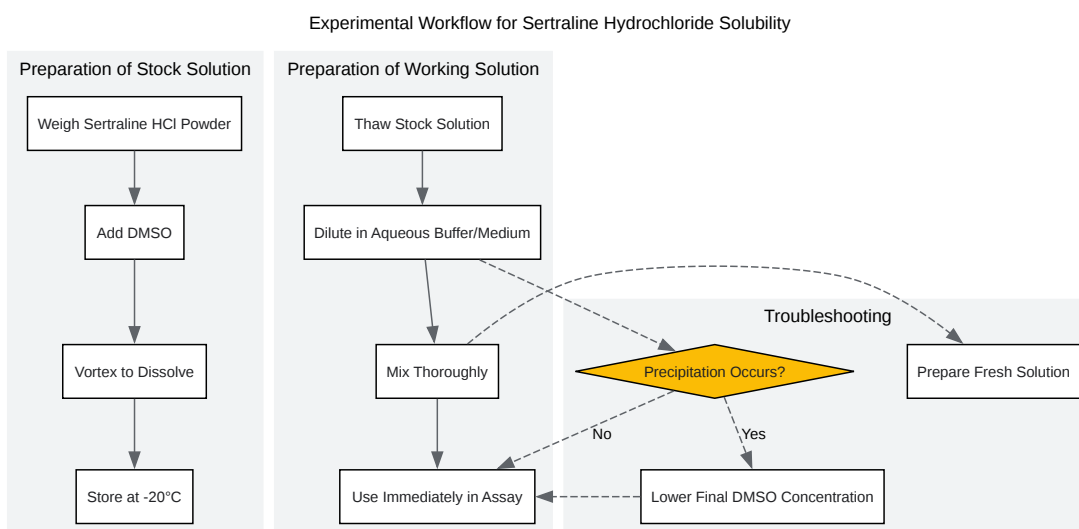 Experimental Workflow for Sertraline Hydrochloride Solubility
Preparation of Stock Solution
Weigh Sertraline HCl Powder
Add DMSO
Vortex to Dissolve
Store at -20°C
Preparation of Working Solution
Thaw Stock Solution
Dilute in Aqueous Buffer/Medium
Mix Thoroughly
Use Immediately in Assay
Troubleshooting
Precipitation Occurs?
Prepare Fresh Solution
No
Yes
Lower Final DMSO Concentration